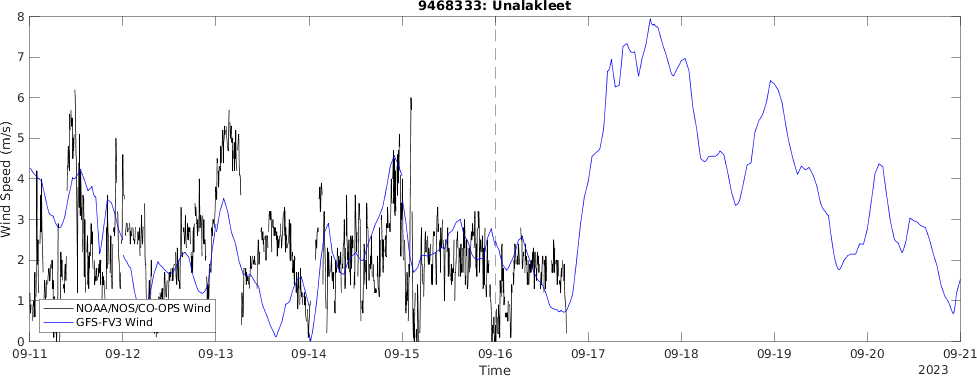 9468333: Unalakleet
Wind Speed (m/s)
8
7
6
5
4
3
2
1
0
NOAA/NOS/CO-OPS Wind
GFS-FV3 Wind
09-11 09-12 09-13 09-14 09-15 09-16 09-17 09-18 09-19 09-20 09-21
Time
2023